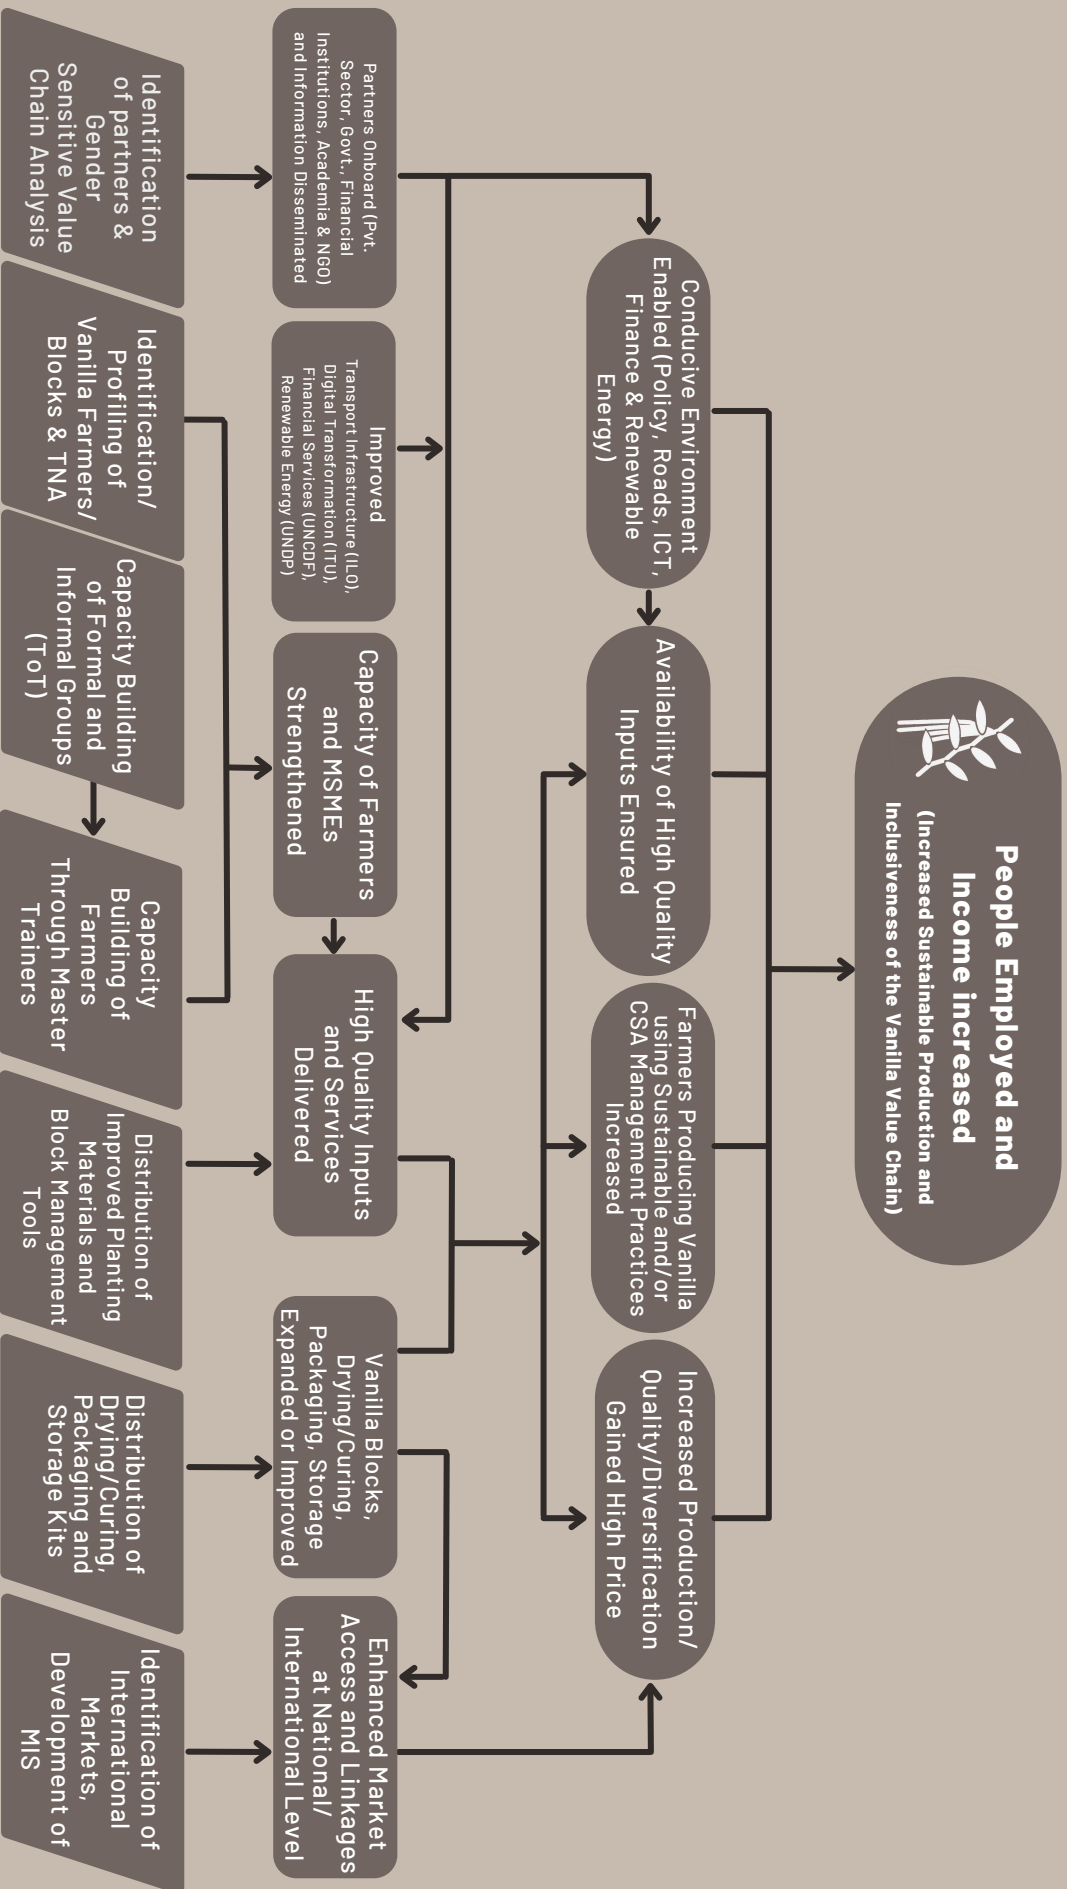 People Employed and
Income increased
(Increased Sustainable Production and
Inclusiveness of the Vanilla Value Chain)
Conducive Environment
Enabled (Policy, Roads, ICT,
Finance & Renewable
Energy)
Availability of High Quality
Inputs Ensured
Farmers Producing Vanilla
using Sustainable and/or
CSA Management Practices
Increased
Increased Production/
Quality/Diversification
Gained High Price
Partners Onboard (Pvt.
Sector, Govt., Financial
Institutions, Academia & NGO)
and Information Disseminated
Improved
Transport Infrastructure (ILO),
Digital Transformation (ITU),
Financial Services (UNCDF),
Renewable Energy (UNDP)
Capacity of Farmers
and MSMEs
Strengthened
High Quality Inputs
and Services
Delivered
Vanilla Blocks,
Drying/Curing,
Packaging, Storage
Expanded or Improved
Enhanced Market
Access and Linkages
at National/
International Level
Identification
of partners &
Gender
Sensitive Value
Chain Analysis
Identification/
Profiling of
Vanilla Farmers/
Blocks & TNA
Capacity Building
of Formal and
Informal Groups
(ToT)
Capacity
Building of
Farmers
Through Master
Trainers
Distribution of
Improved Planting
Materials and
Block Management
Tools
Distribution of
Drying/Curing,
Packaging and
Storage Kits
Identification of
International
Markets,
Development of
MIS